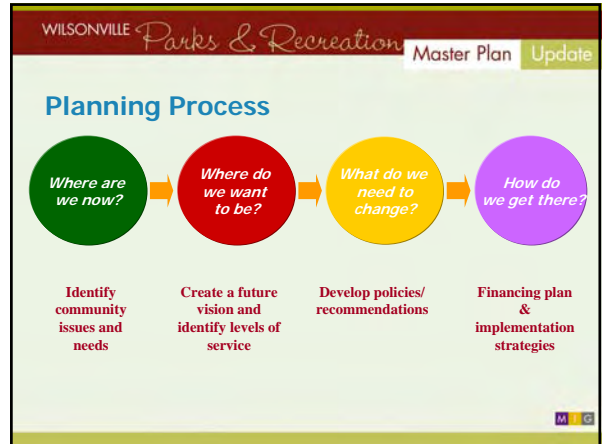 WILSONVILLE Parks & Recreation
Master Plan Update
Planning Process
Where are
we now?
Where do
we want
to be?
What do we
need to
change?
How do
we get there?
Identify
community
issues and
needs
Create a future
vision and
identify levels of
service
Develop policies/
recommendations
Financing plan
&
implementation
strategies
M I G